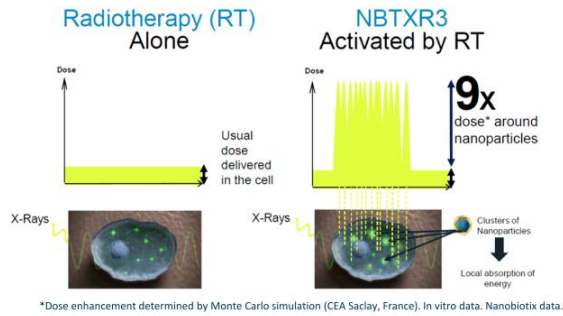 Radiotherapy (RT)
Alone
Dose
Usual
dose
delivered
in the cell
X-Rays
NBTXR3
Activated by RT
Dose
9x
dose* around
nanoparticles
X-Rays
Clusters of
Nanoparticles
Local absorption of
energy
*Dose enhancement determined by Monte Carlo simulation (CEA Saclay, France). In vitro data. Nanobiotix data.